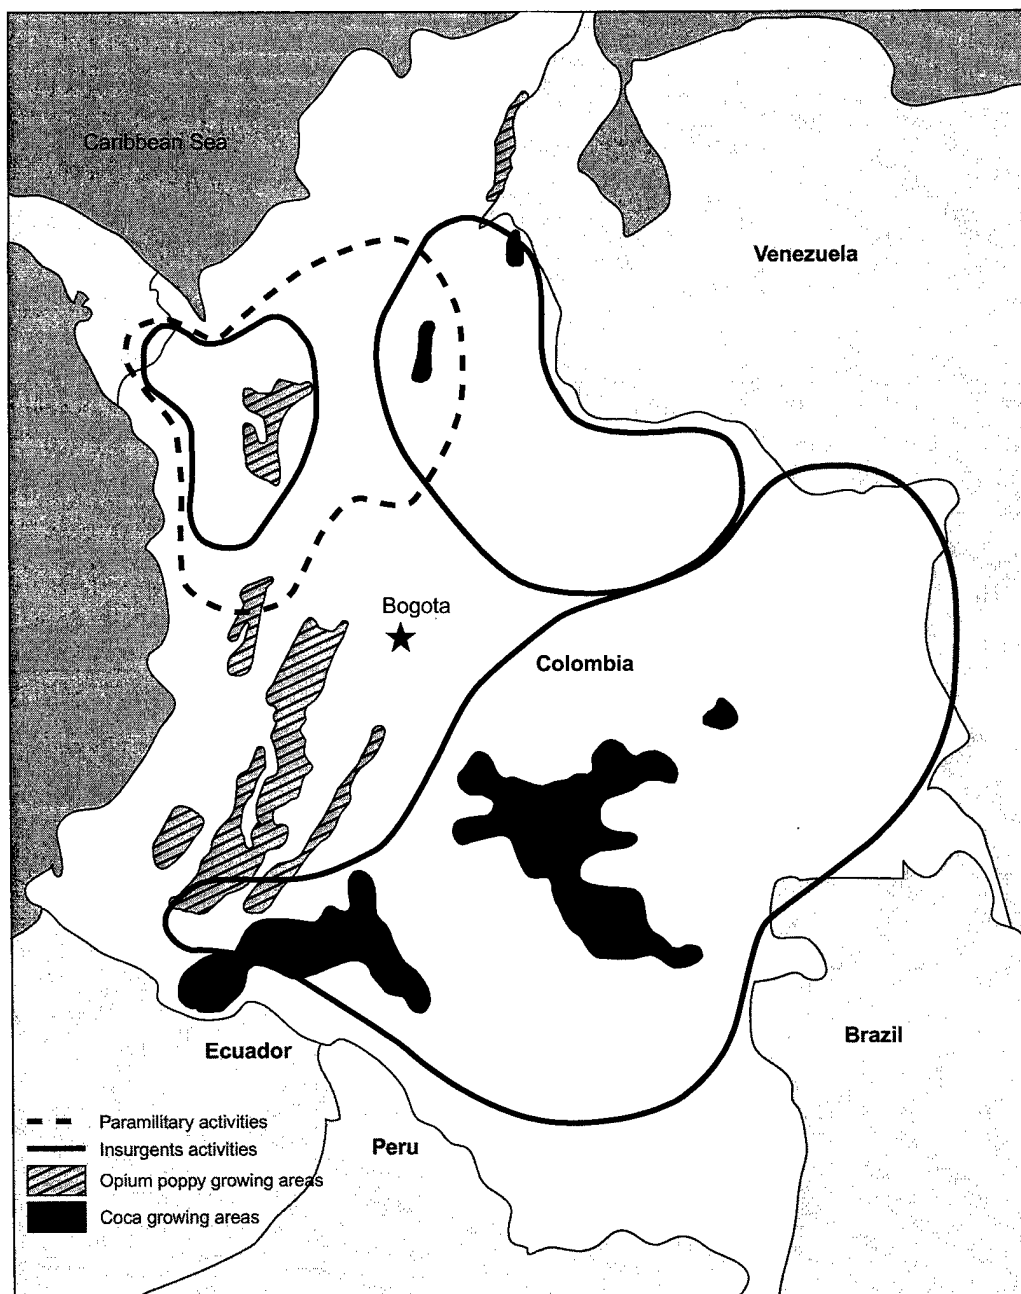 Caribbean Sea
Venezuela
Bogota
Colombia
Ecuador
Brazil
Peru
Paramilitary activities
Insurgents activities
Opium poppy growing areas
Coca growing areas